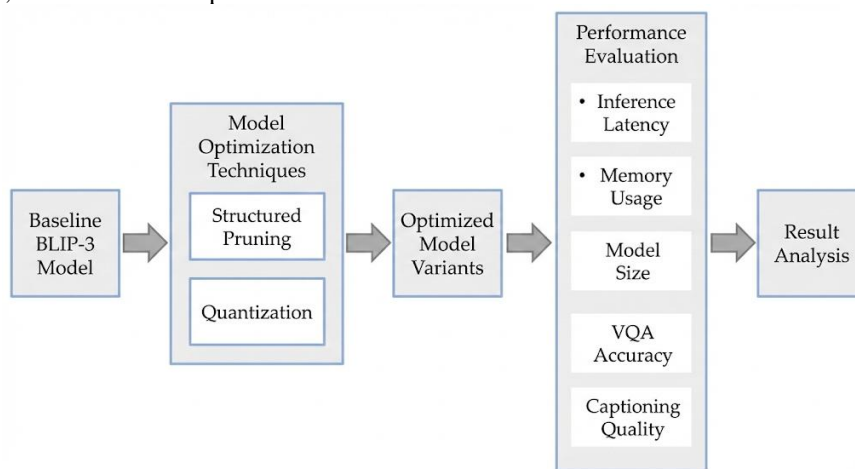 Baseline
BLIP-3
Model
Model
Optimization
Techniques
Structured
Pruning
Quantization
Optimized
Model
Variants
Performance
Evaluation
• Inference
Latency
• Memory
Usage
Model
Size
VQA
Accuracy
Captioning
Quality
Result
Analysis